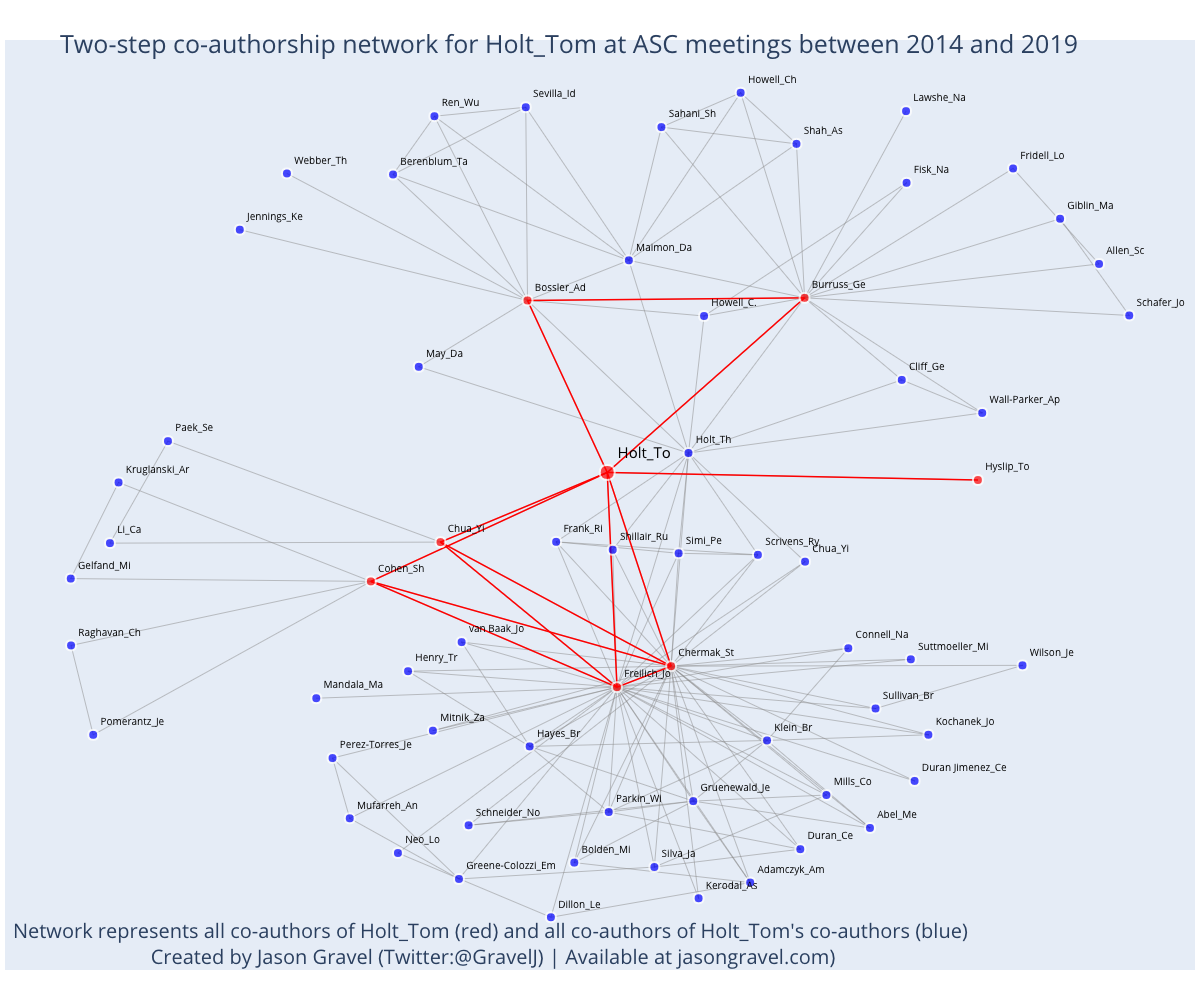 Two-step co-authorship network for Holt_Tom at ASC meetings between 2014 and 2019
Howell_Ch
Sevilla_Id
Lawshe_Na
Ren_Wu
Sahani_Sh
Shah_As
Fridell_Lo
Webber_Th
Berenblum_Ta
Fisk_Na
Giblin_Ma
Jennings_Ke
Maimon_Da
Allen_Sc
Bossler_Ad
Burruss_Ge
Howell_C.
Schafer_Jo
May_Da
Cliff_Ge
Wall-Parker_Ap
Paek_Se
Holt_Th
Holt_To
Kruglanski_Ar
Hyslip_To
Li_Ca
Chua_Yi
Frank_Ri
Shillair_Ru
Simi_Pe
Scrivens_Ry
Chua_Yi
Gelfand_Mi
Cohen_Sh
Raghavan_Ch
van Baak_Jo
Connell_Na
Chermak_St
Suttmoeller_Mi
Wilson_Je
Henry_Tr
Freilich_Jo
Mandala_Ma
Sullivan_Br
Pomerantz_Je
Mitnik_Za
Kochanek_Jo
Hayes_Br
Klein_Br
Perez-Torres_Je
Duran Jimenez_Ce
Gruenewald_Je
Mills_Co
Mufarreh_An
Schneider_No
Parkin_Wi
Abel_Me
Neo_Lo
Duran_Ce
Bolden_Mi
Silva_Ja
Greene-Colozzi_Em
Adamczyk_Am
Kerodal_As
Dillon_Le
Network represents all co-authors of Holt_Tom (red) and all co-authors of Holt_Tom's co-authors (blue)
Created by Jason Gravel (Twitter:@GravelJ) | Available at jasongravel.com)